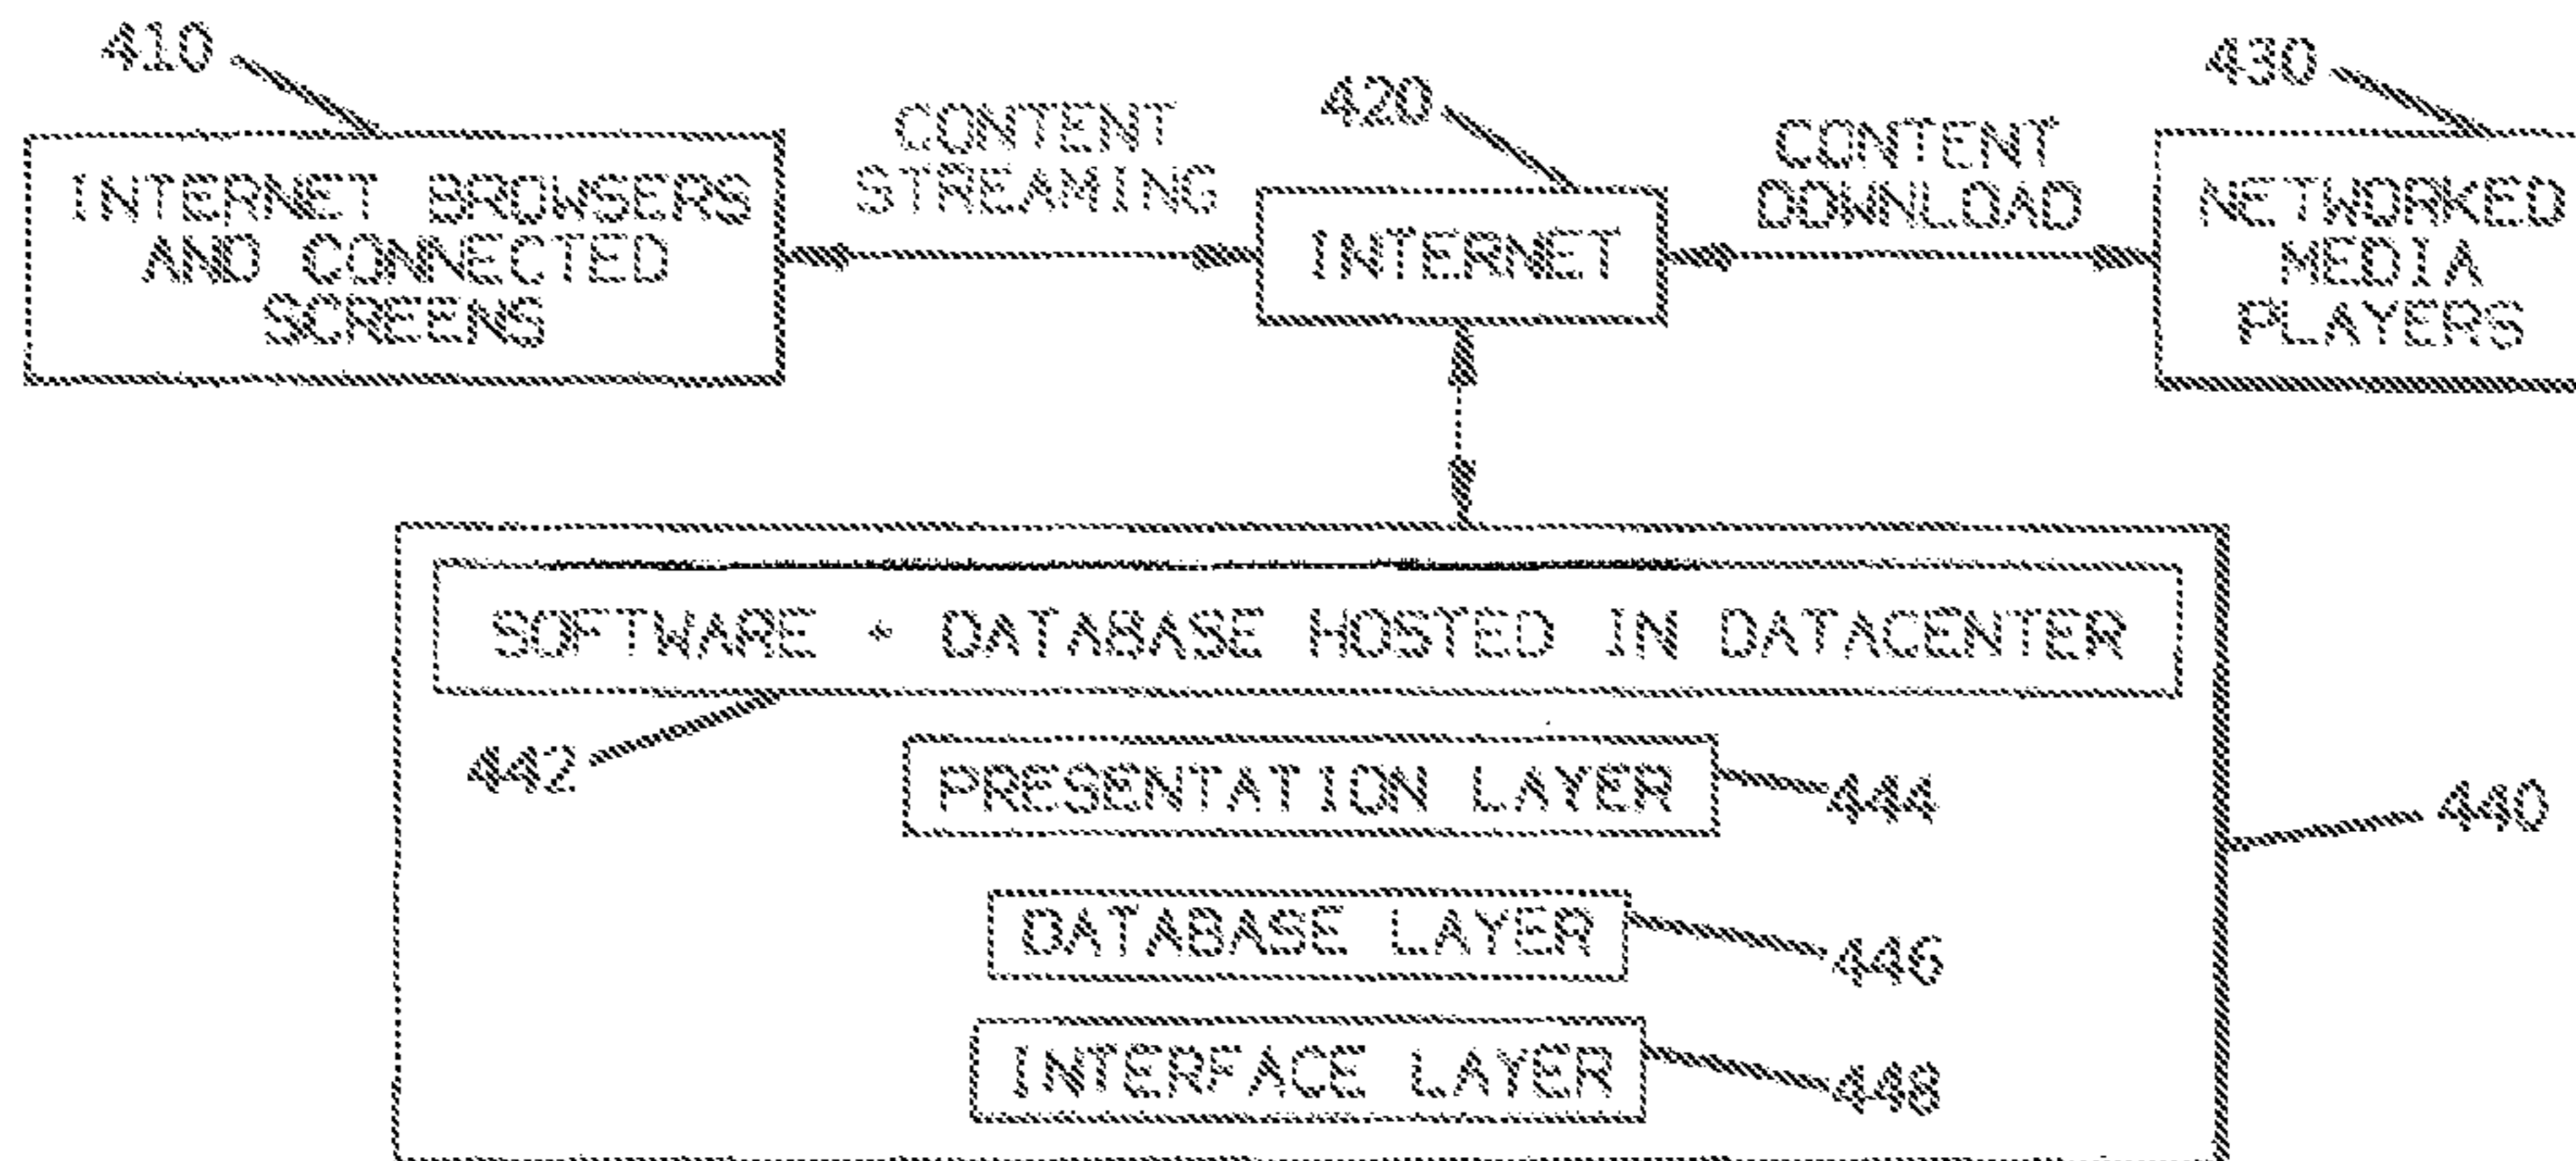 410
420
430
CONTENT
STREAMING
CONTENT
DOWNLOAD
INTERNET BROWSERS
AND CONNECTED
SCREENS
INTERNET
NETWORKED
MEDIA
PLAYERS
SOFTWARE + DATABASE HOSTED IN DATACENTER
442
PRESENTATION LAYER
444
440
DATABASE LAYER
446
INTERFACE LAYER
448